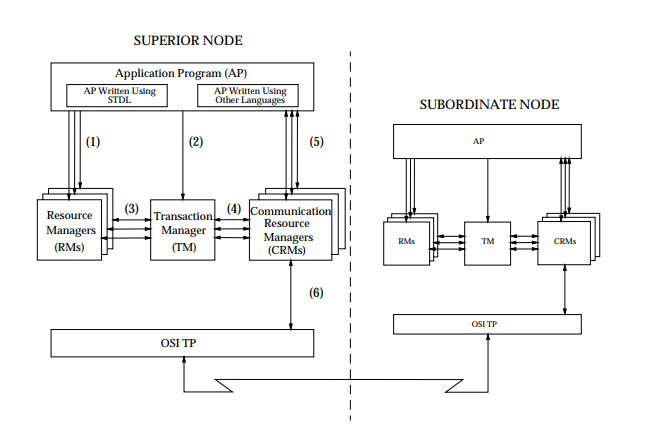 SUPERIOR NODE
Application Program (AP)
AP Written Using
STDL
AP Written Using
Other Languages
(1)
(2)
(5)
Resource
Managers
(RMs)
(3)
Transaction
Manager
(TM)
(4)
Communication
Resource
Managers
(CRMs)
(6)
OSI TP
SUBORDINATE NODE
AP
RMs
TM
CRMs
OSI TP